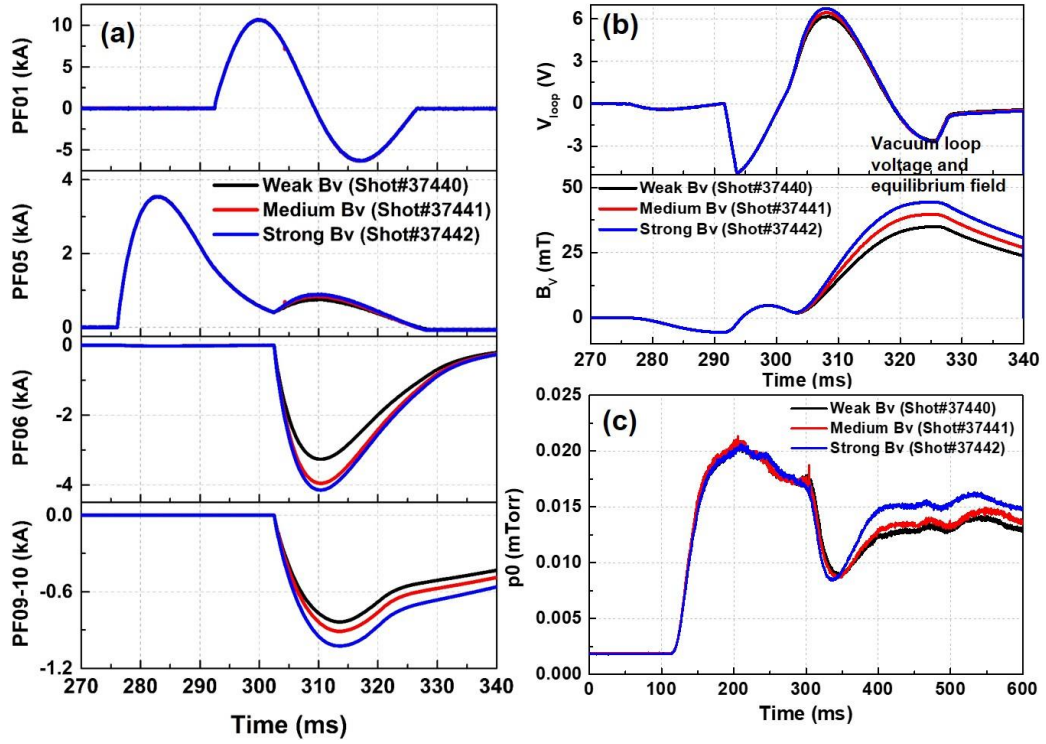 (a)
PF01 (kA)
10
5
0
-5
PF05 (kA)
4
2
0
Weak Bv (Shot#37440)
Medium Bv (Shot#37441)
Strong Bv (Shot#37442)
PF06 (kA)
0
-2
-4
PF09-10 (kA)
0.0
-0.6
-1.2
270 280 290 300 310 320 330 340
Time (ms)
(b)
V_loop (V)
6
3
0
-3
Vacuum loop
voltage and
equilibrium field
B_V (mT)
50
25
0
Weak Bv (Shot#37440)
Medium Bv (Shot#37441)
Strong Bv (Shot#37442)
270 280 290 300 310 320 330 340
Time (ms)
(c)
p0 (mTorr)
0.025
0.020
0.015
0.010
0.005
0.000
Weak Bv (Shot#37440)
Medium Bv (Shot#37441)
Strong Bv (Shot#37442)
0 100 200 300 400 500 600
Time (ms)